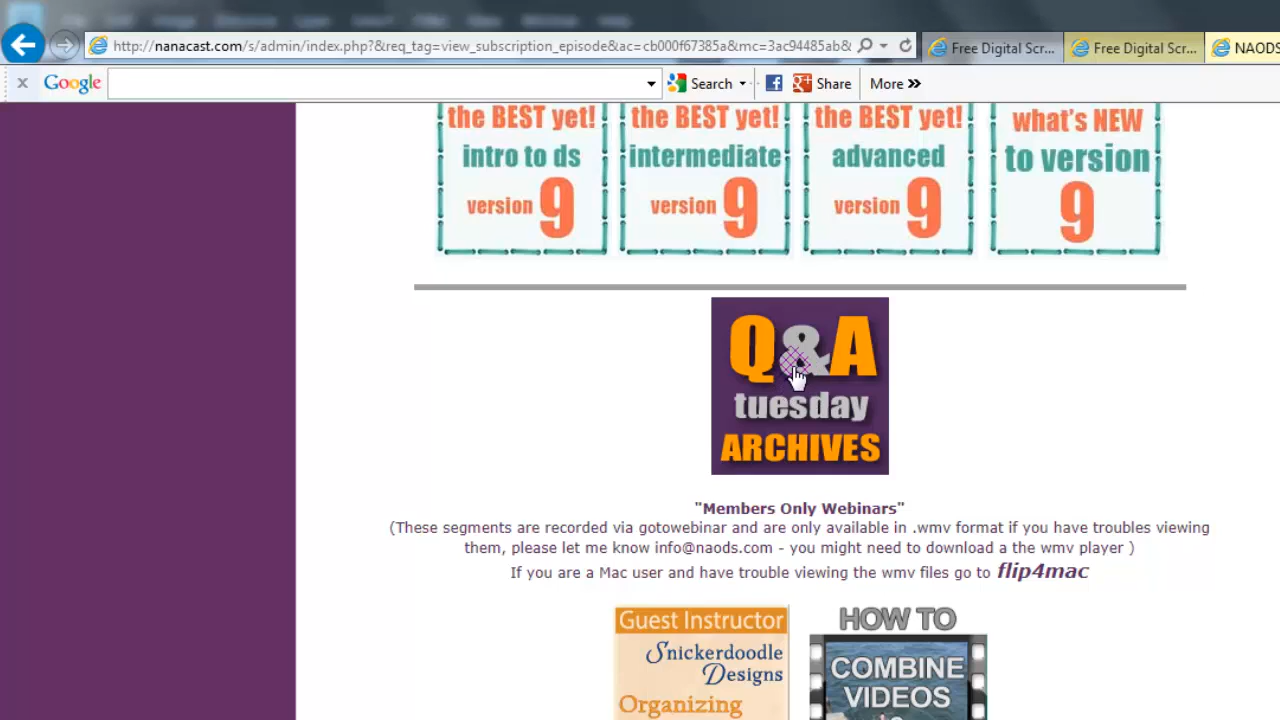 http://nanacast.com/s/admin/index.php?&req_tag=view_subscription_episode&ac=cb000f67385a&mc=3ac94485ab&
Free Digital Scr...
Free Digital Scr...
NAODS
x Google
Search
Share
More »
the BEST yet!
intro to ds
version 9
the BEST yet!
intermediate
version 9
the BEST yet!
advanced
version 9
what's NEW
to version
9
Q&A
tuesday
ARCHIVES
"Members Only Webinars"
(These segments are recorded via gotowebinar and are only available in .wmv format if you have troubles viewing
them, please let me know info@naods.com - you might need to download a the wmv player )
If you are a Mac user and have trouble viewing the wmv files go to flip4mac
Guest Instructor
Snickerdoodle
Designs
Organizing
HOW TO
COMBINE
VIDEOS